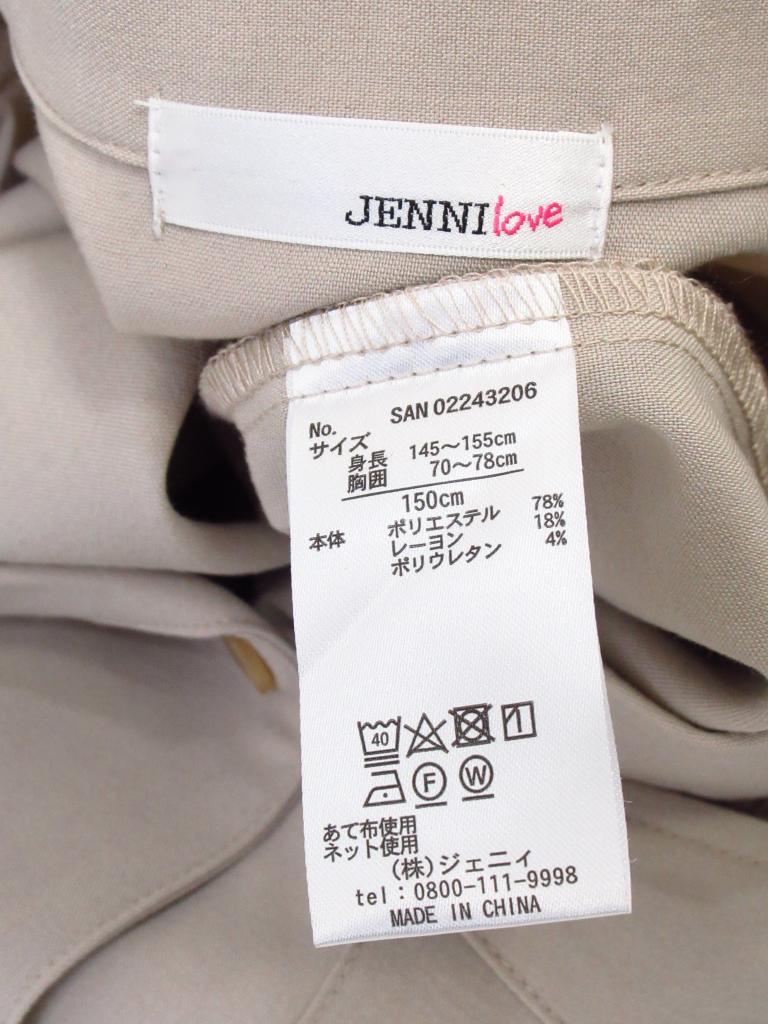 JENNI love
No. SAN 02243206
サイズ
身長 145～155cm
胸囲 70～78cm
150cm
本体 ポリエステル 78%
レーヨン 18%
ポリウレタン 4%
40
F W
あて布使用
ネット使用
(株)ジェニィ
tel：0800-111-9998
MADE IN CHINA